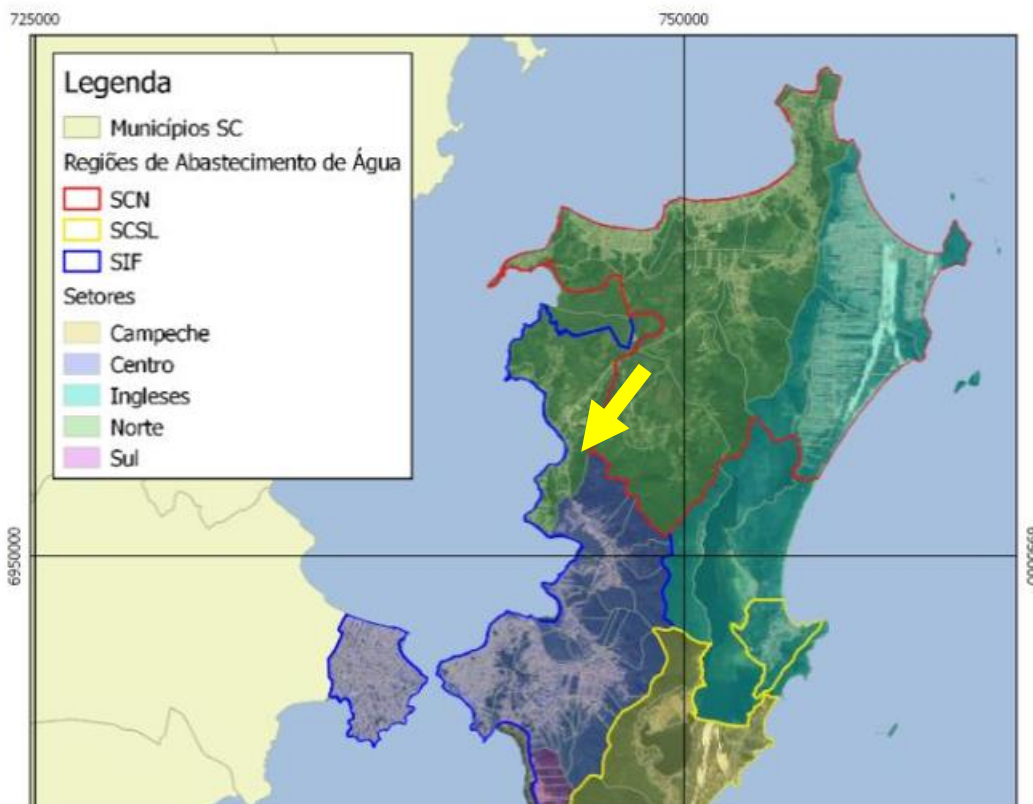 725000
750000
Legenda
Municípios SC
Regiões de Abastecimento de Água
SCN
SCSL
SIF
Setores
Campeche
Centro
Ingleses
Norte
Sul
6950000
6950000